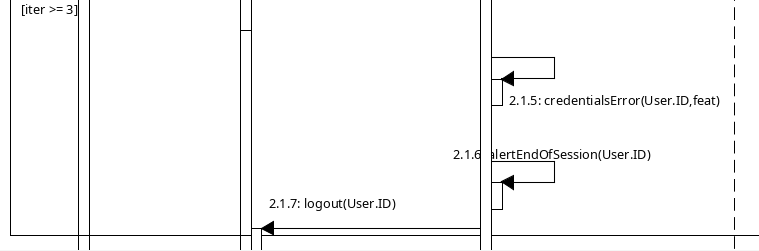 [iter >= 3]
2.1.5: credentialsError(User.ID,feat)
2.1.6: alertEndOfSession(User.ID)
2.1.7: logout(User.ID)